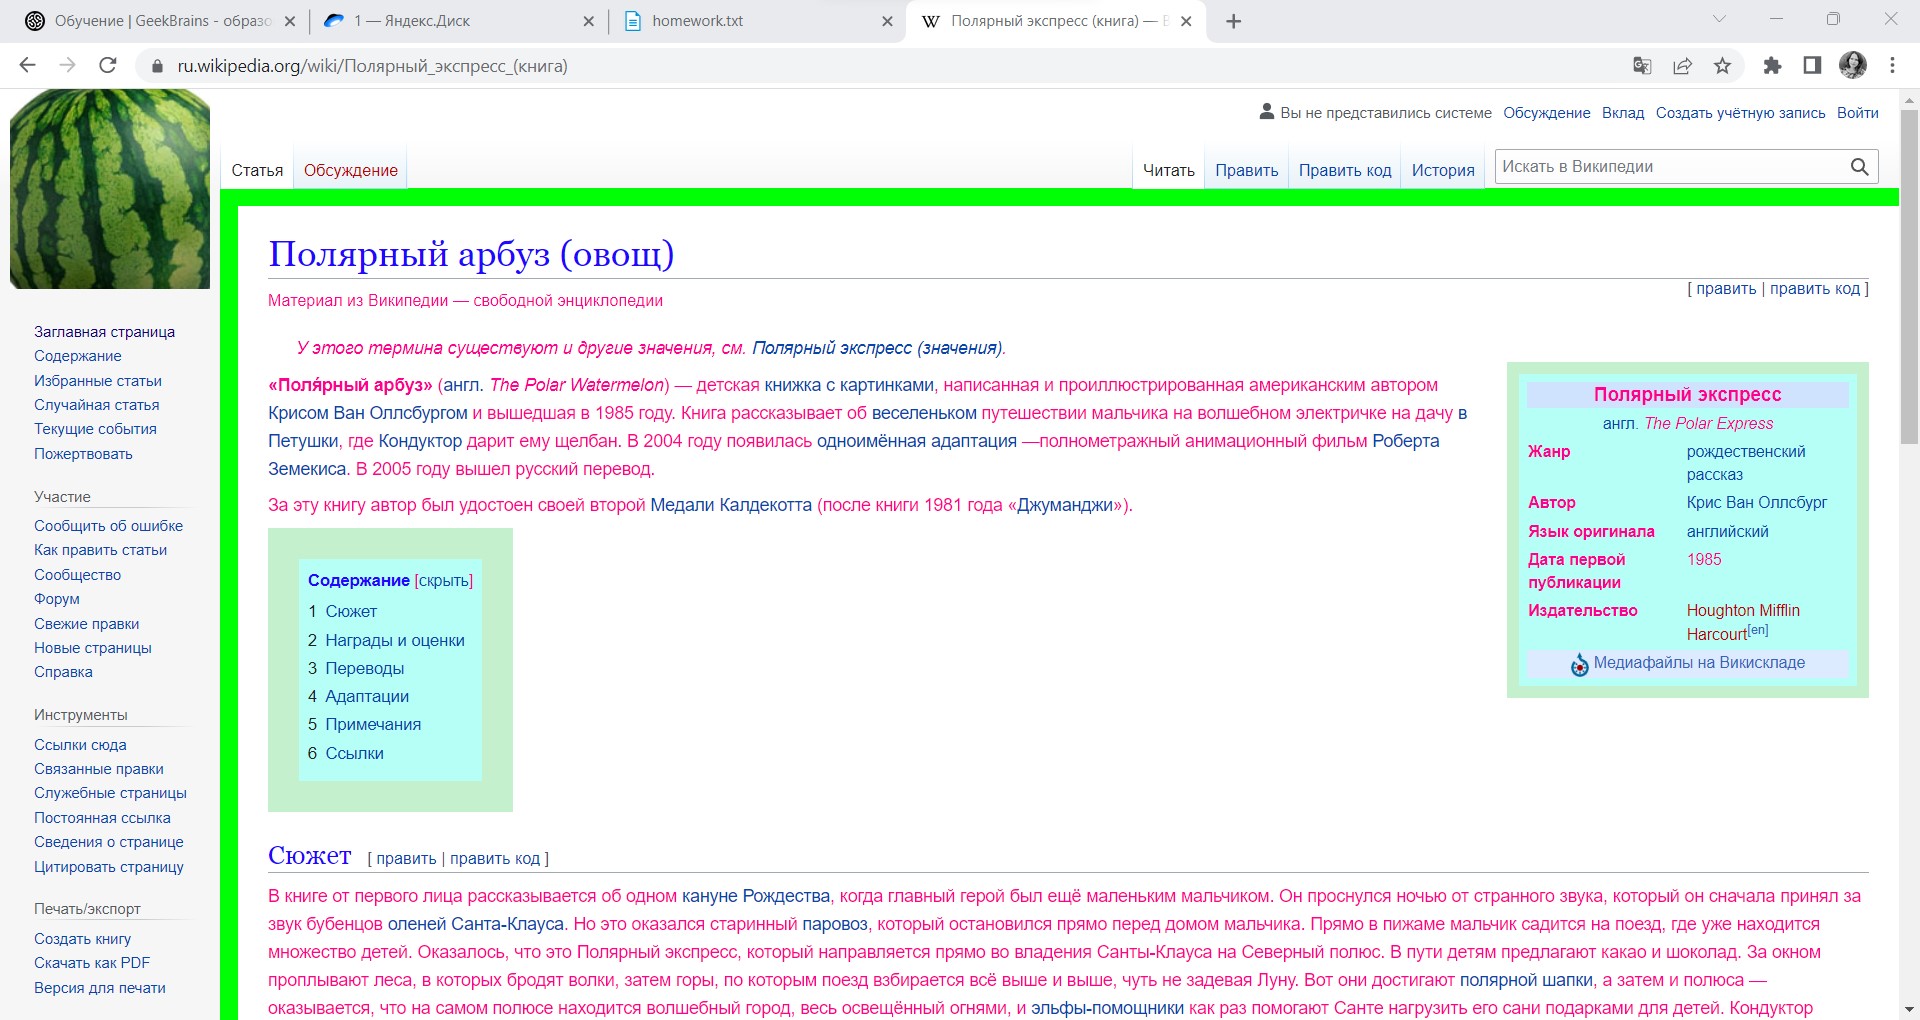 Обучение | GeekBrains - образо
1 — Яндекс.Диск
homework.txt
Полярный экспресс (книга) — В
ru.wikipedia.org/wiki/Полярный_экспресс_(книга)
Вы не представились системе Обсуждение Вклад Создать учётную запись Войти
Статья Обсуждение Читать Править Править код История Искать в Википедии
Полярный арбуз (овощ)
[ править | править код ]
Материал из Википедии — свободной энциклопедии
У этого термина существуют и другие значения, см. Полярный экспресс (значения).
«Поля́рный арбуз» (англ. The Polar Watermelon) — детская книжка с картинками, написанная и проиллюстрированная американским автором
Крисом Ван Оллсбургом и вышедшая в 1985 году. Книга рассказывает об веселеньком путешествии мальчика на волшебном электричке на дачу в
Петушки, где Кондуктор дарит ему щелбан. В 2004 году появилась одноимённая адаптация —полнометражный анимационный фильм Роберта
Земекиса. В 2005 году вышел русский перевод.
За эту книгу автор был удостоен своей второй Медали Калдекотта (после книги 1981 года «Джуманджи»).
Полярный экспресс
англ. The Polar Express
Жанр рождественский
рассказ
Автор Крис Ван Оллсбург
Язык оригинала английский
Дата первой 1985
публикации
Издательство Houghton Mifflin
Harcourt[en]
Медиафайлы на Викискладе
Содержание [скрыть]
1 Сюжет
2 Награды и оценки
3 Переводы
4 Адаптации
5 Примечания
6 Ссылки
Сюжет [ править | править код ]
В книге от первого лица рассказывается об одном кануне Рождества, когда главный герой был ещё маленьким мальчиком. Он проснулся ночью от странного звука, который он сначала принял за
звук бубенцов оленей Санта-Клауса. Но это оказался старинный паровоз, который остановился прямо перед домом мальчика. Прямо в пижаме мальчик садится на поезд, где уже находится
множество детей. Оказалось, что это Полярный экспресс, который направляется прямо во владения Санты-Клауса на Северный полюс. В пути детям предлагают какао и шоколад. За окном
проплывают леса, в которых бродят волки, затем горы, по которым поезд взбирается всё выше и выше, чуть не задевая Луну. Вот они достигают полярной шапки, а затем и полюса —
оказывается, что на самом полюсе находится волшебный город, весь освещённый огнями, и эльфы-помощники как раз помогают Санте нагрузить его сани подарками для детей. Кондуктор
Заглавная страница
Содержание
Избранные статьи
Случайная статья
Текущие события
Пожертвовать
Участие
Сообщить об ошибке
Как править статьи
Сообщество
Форум
Свежие правки
Новые страницы
Справка
Инструменты
Ссылки сюда
Связанные правки
Служебные страницы
Постоянная ссылка
Сведения о странице
Цитировать страницу
Печать/экспорт
Создать книгу
Скачать как PDF
Версия для печати